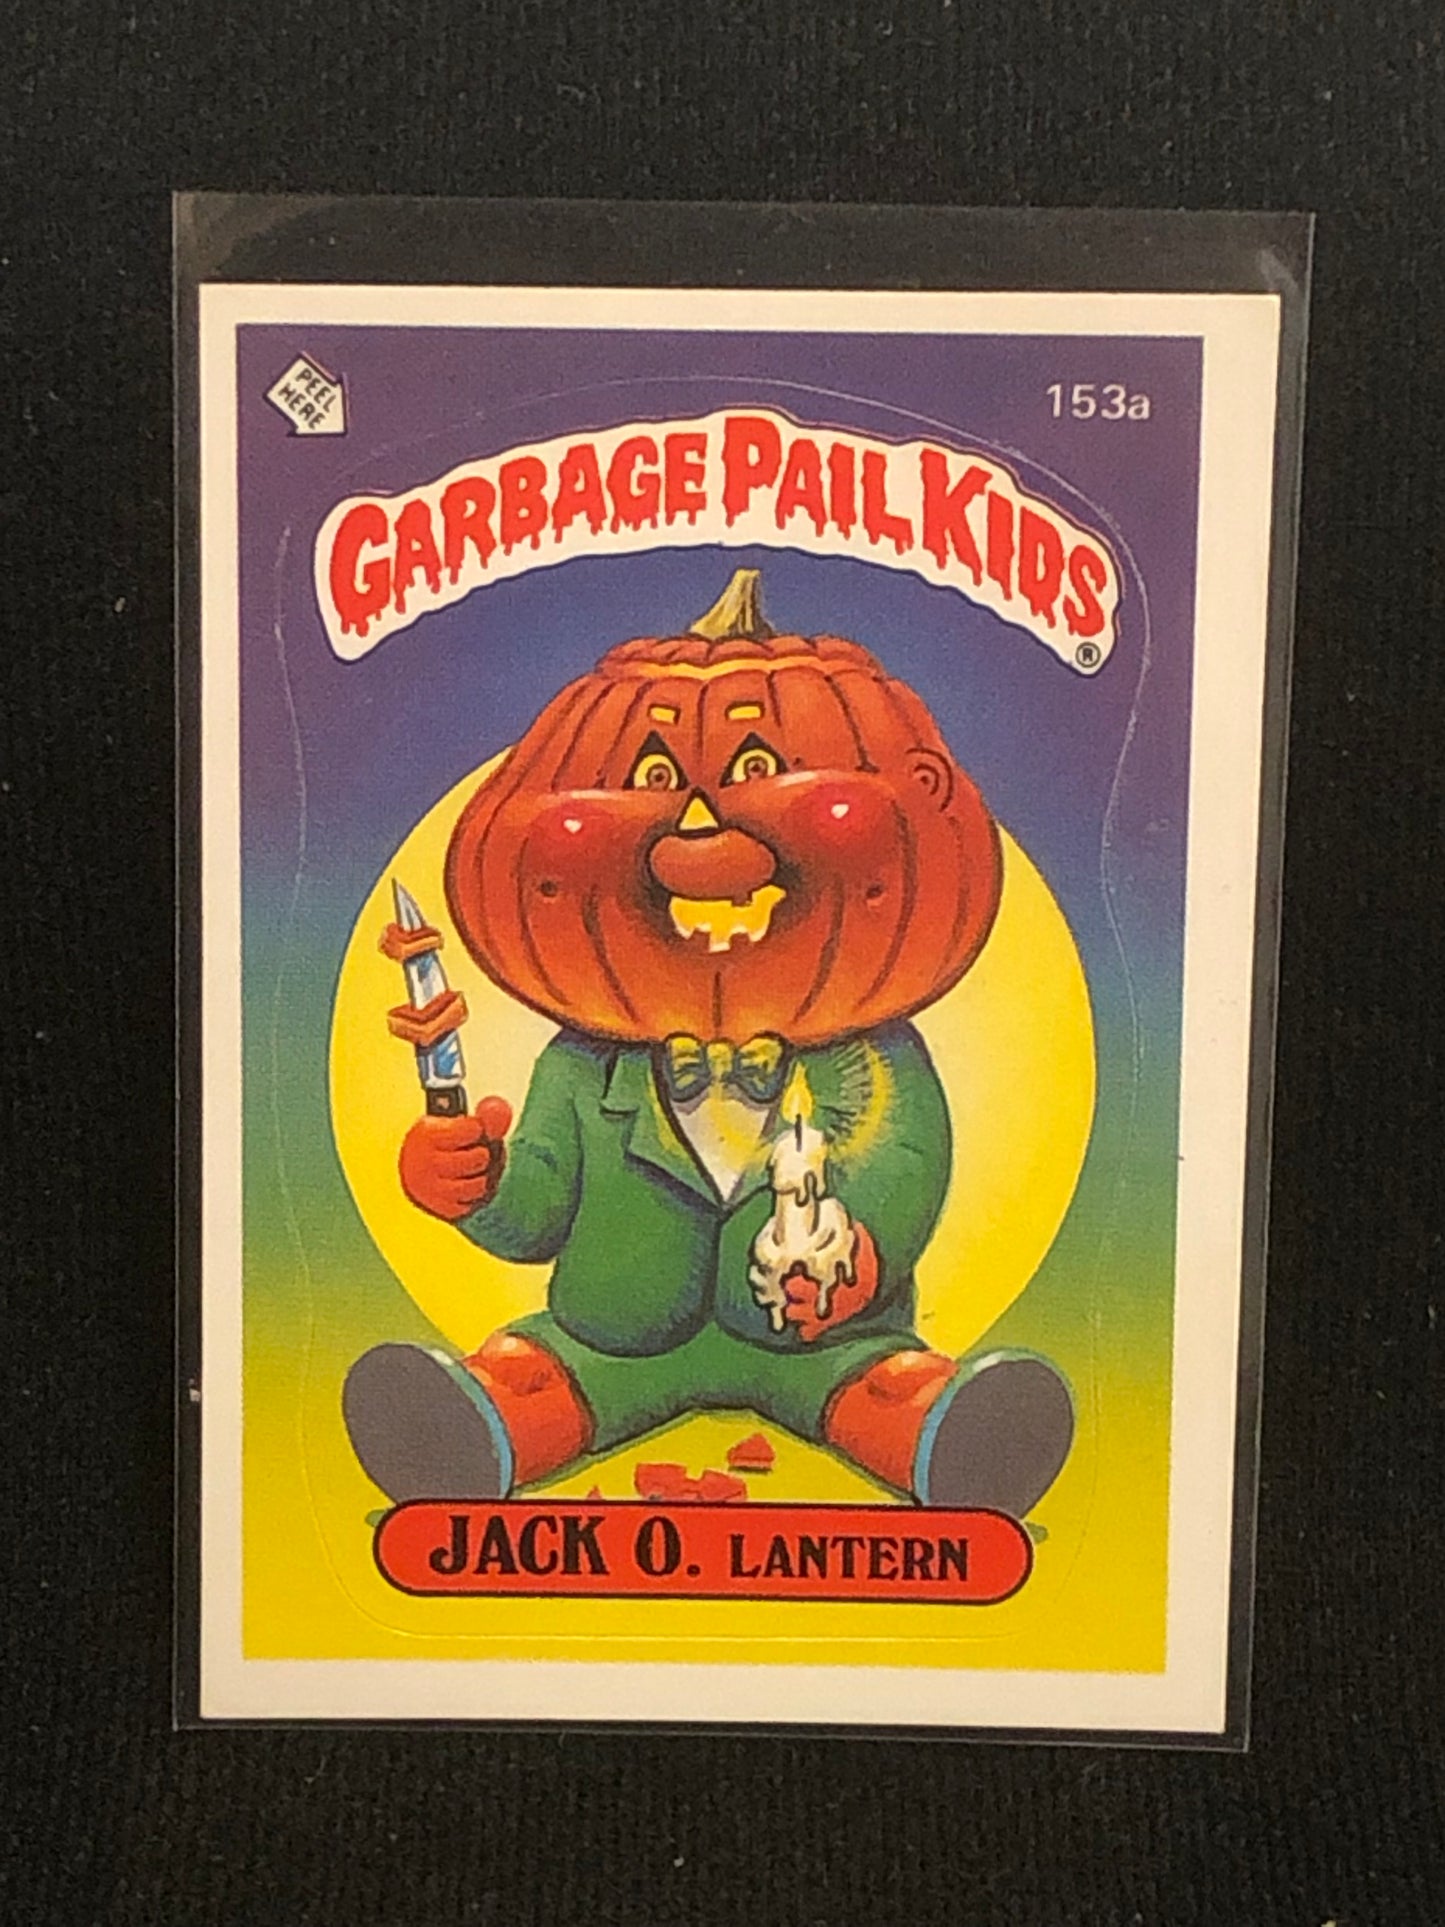 PEEL
HERE
153a
GARBAGE PAIL KIDS
®
JACK O. LANTERN